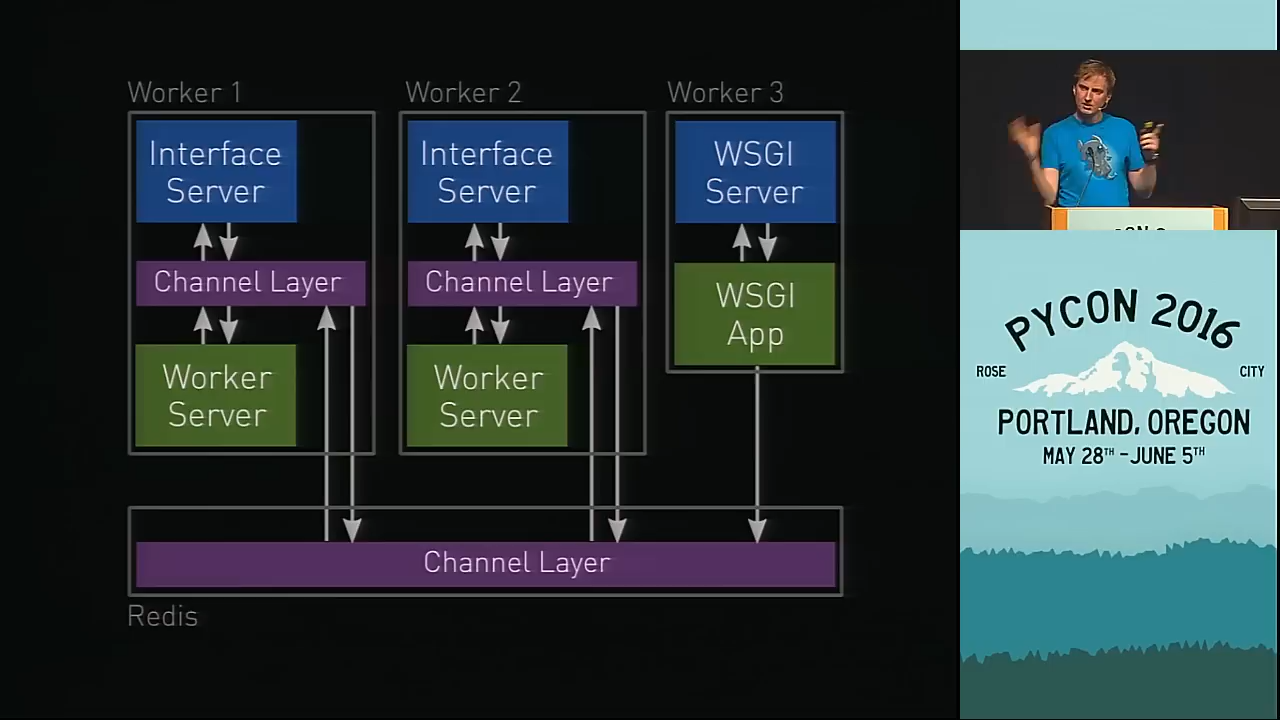 Worker 1
Interface
Server
Channel Layer
Worker
Server
Worker 2
Interface
Server
Channel Layer
Worker
Server
Worker 3
WSGI
Server
WSGI
App
Channel Layer
Redis
PYCON 2016
ROSE CITY
PORTLAND, OREGON
MAY 28TH - JUNE 5TH